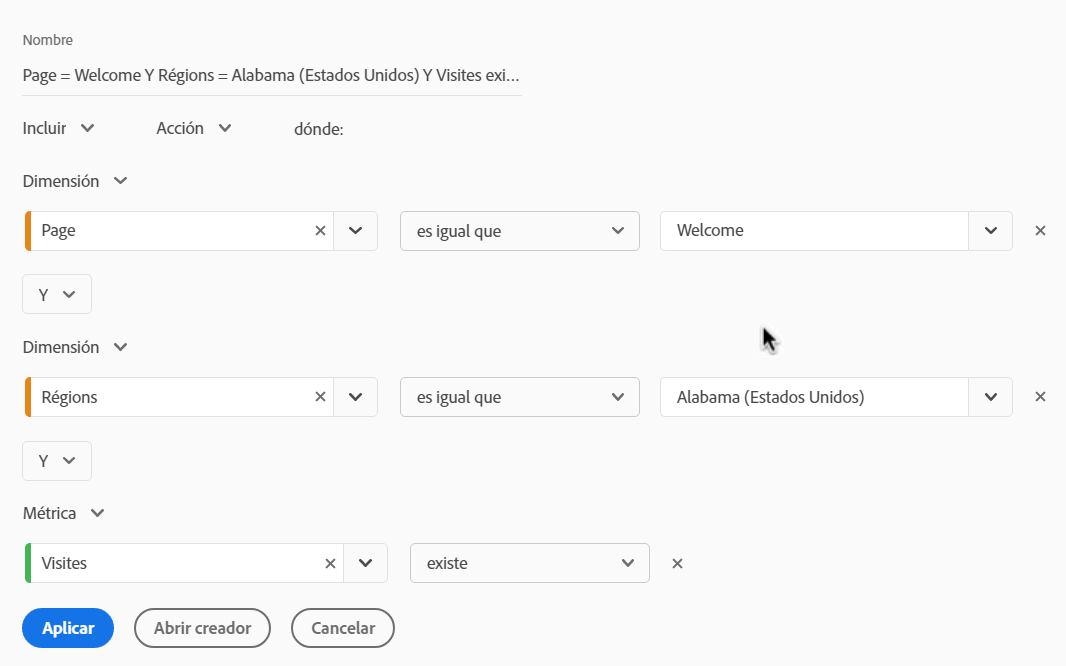 Nombre
Page = Welcome Y Régions = Alabama (Estados Unidos) Y Visites exi…
Incluir Acción dónde:
Dimensión
Page es igual que Welcome
Y
Dimensión
Régions es igual que Alabama (Estados Unidos)
Y
Métrica
Visites existe
Aplicar Abrir creador Cancelar